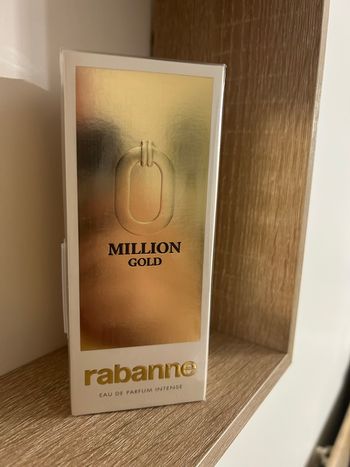 MILLION
GOLD
rabanne
EAU DE PARFUM INTENSE